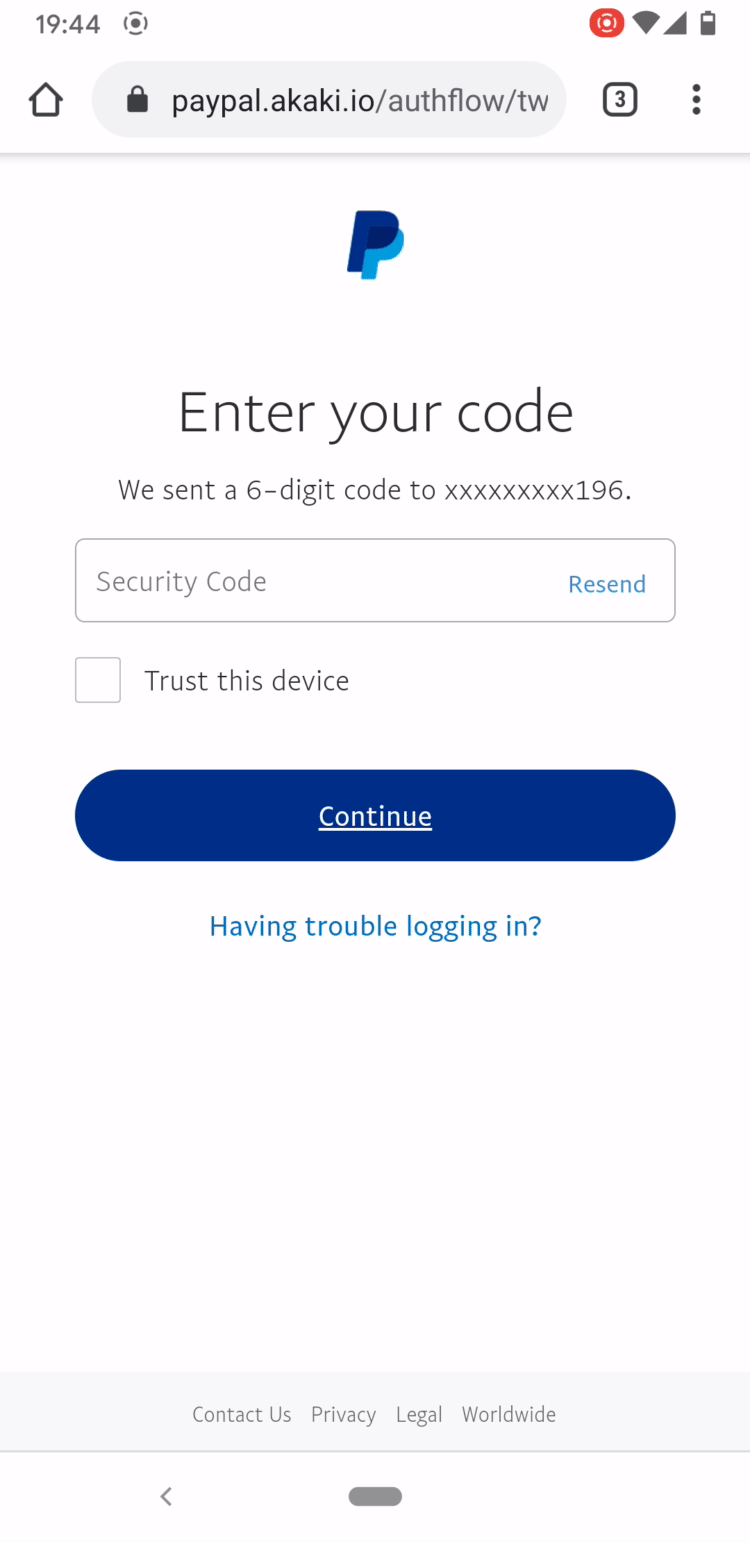 19:44
paypal.akaki.io/authflow/tw
3
Enter your code
We sent a 6-digit code to xxxxxxxxx196.
Security Code
Resend
Trust this device
Continue
Having trouble logging in?
Contact Us Privacy Legal Worldwide